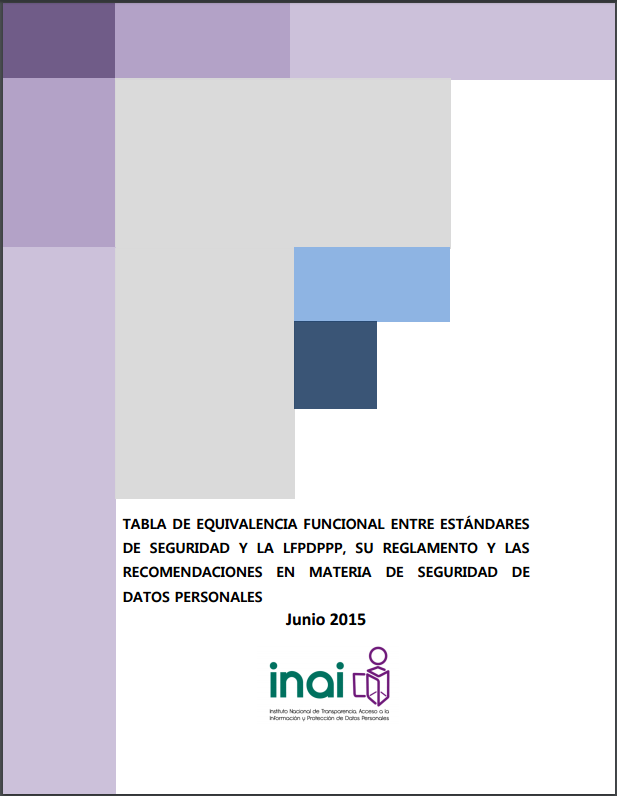 TABLA DE EQUIVALENCIA FUNCIONAL ENTRE ESTÁNDARES
DE SEGURIDAD Y LA LFPDPPP, SU REGLAMENTO Y LAS
RECOMENDACIONES EN MATERIA DE SEGURIDAD DE
DATOS PERSONALES
Junio 2015
inai
Instituto Nacional de Transparencia, Acceso a la
Información y Protección de Datos Personales